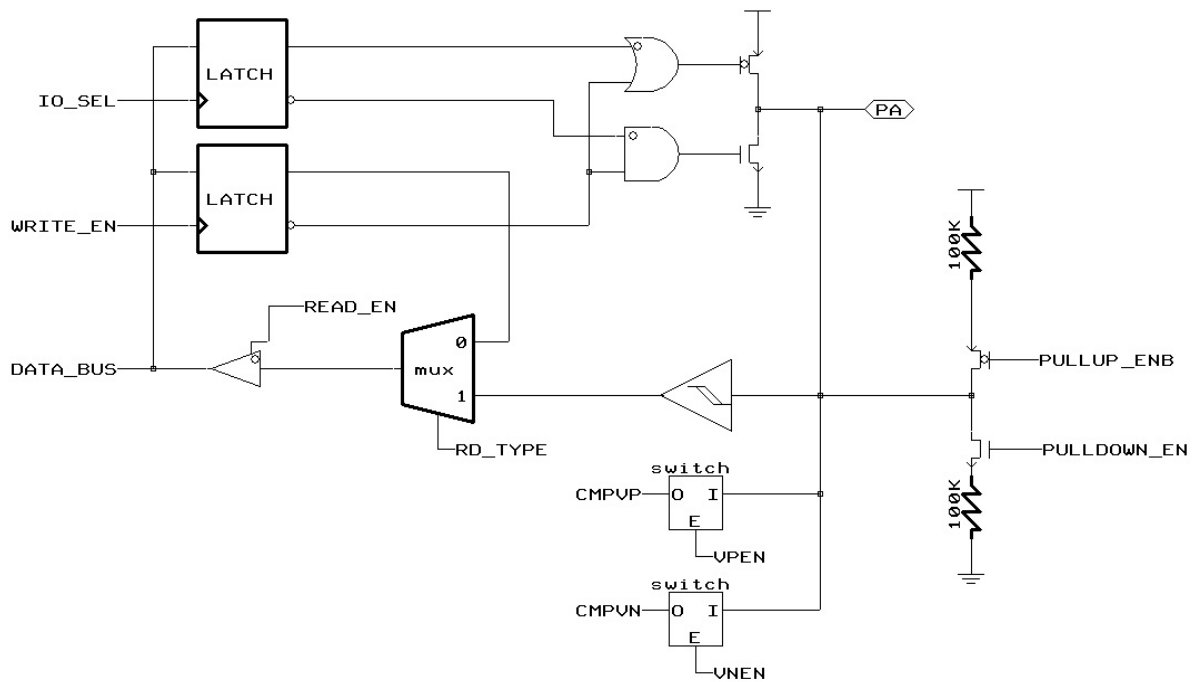 LATCH
IO_SEL
PA
LATCH
WRITE_EN
100K
READ_EN
0
DATA_BUS
mux
PULLUP_ENB
1
RD_TYPE
PULLDOWN_EN
switch
CMPVP
O I
E
100K
VPEN
switch
CMPVN
O I
E
VNEN